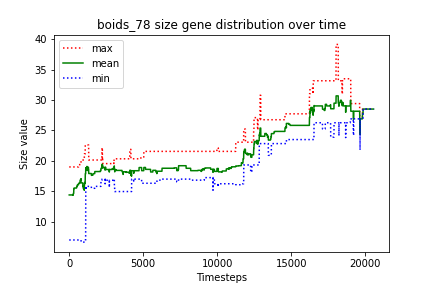 boids_78 size gene distribution over time
max
mean
min
Size value
40
35
30
25
20
15
10
0
5000
10000
15000
20000
Timesteps